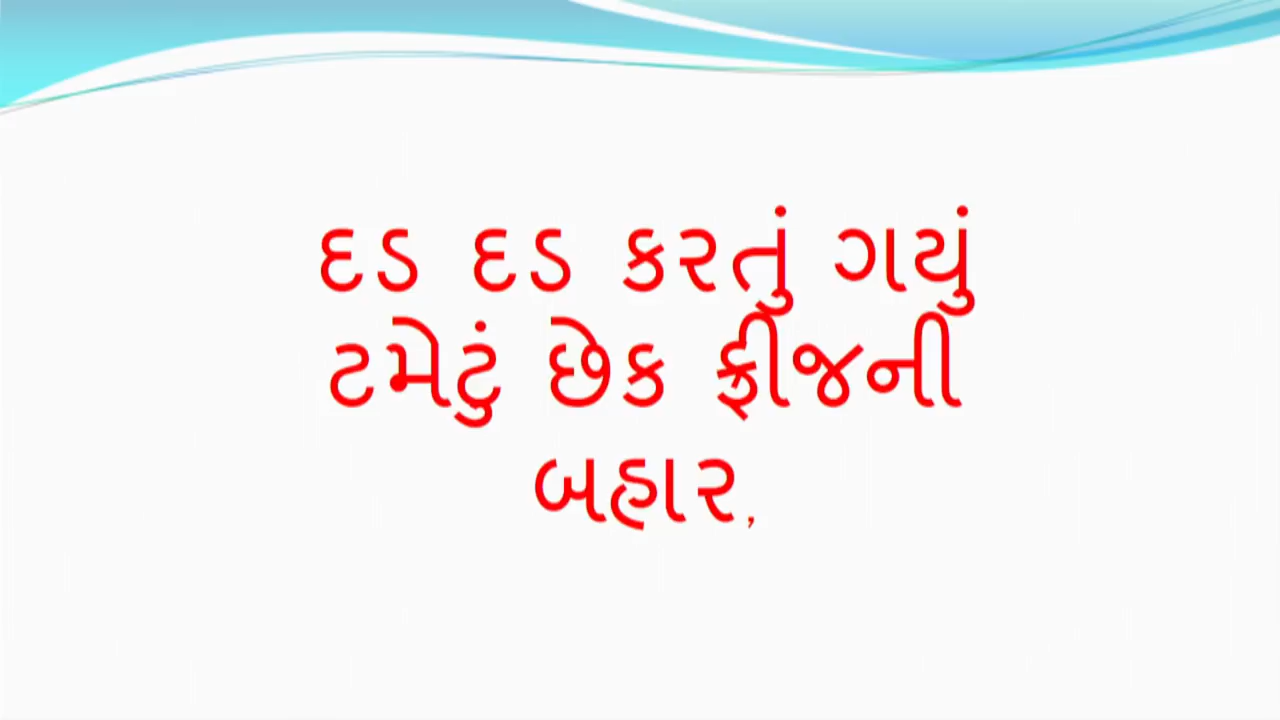 દડ દડ કરતું ગયું
ટમેટું છેક ફ્રીજની
બહાર,